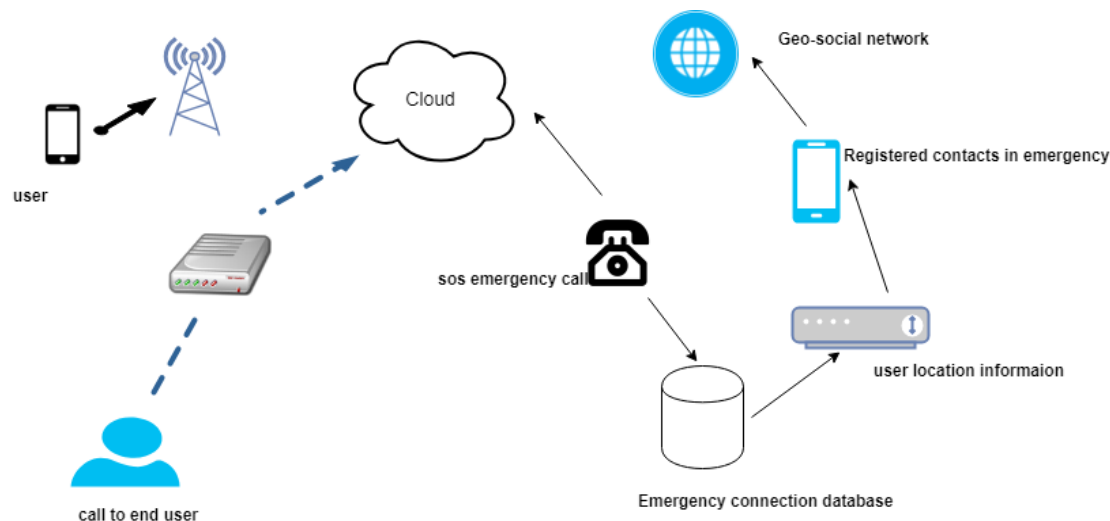 Geo-social network
Cloud
Registered contacts in emergency
user
sos emergency call
user location informaion
Emergency connection database
call to end user